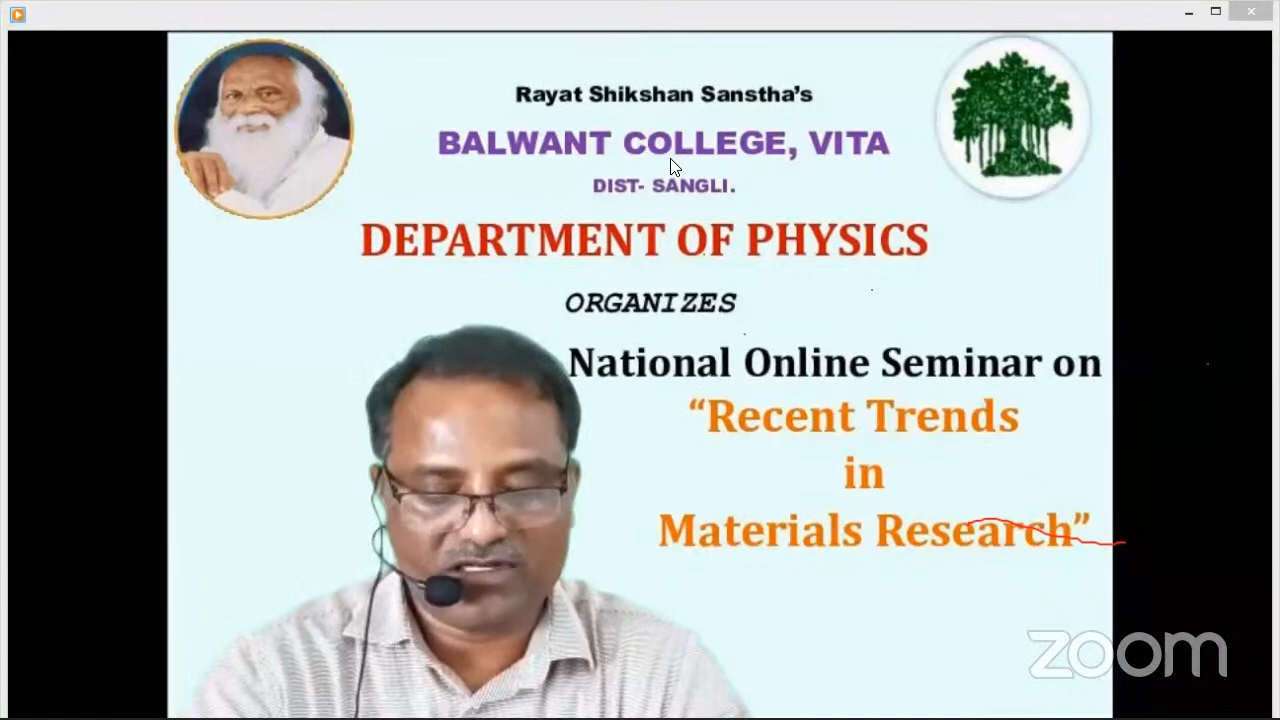 Rayat Shikshan Sanstha's
BALWANT COLLEGE, VITA
DIST- SANGLI.
DEPARTMENT OF PHYSICS
ORGANIZES
National Online Seminar on
“Recent Trends
in
Materials Research”
zoom